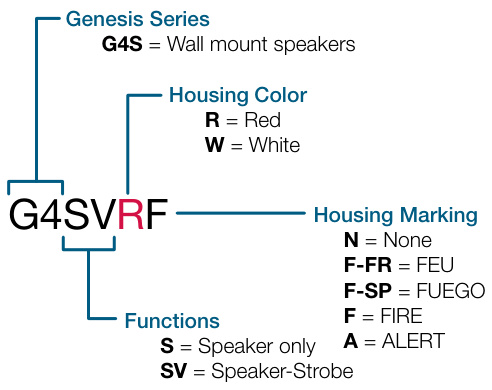 Genesis Series
G4S = Wall mount speakers
Housing Color
R = Red
W = White
G4SVRF
Housing Marking
N = None
F-FR = FEU
F-SP = FUEGO
F = FIRE
A = ALERT
Functions
S = Speaker only
SV = Speaker-Strobe